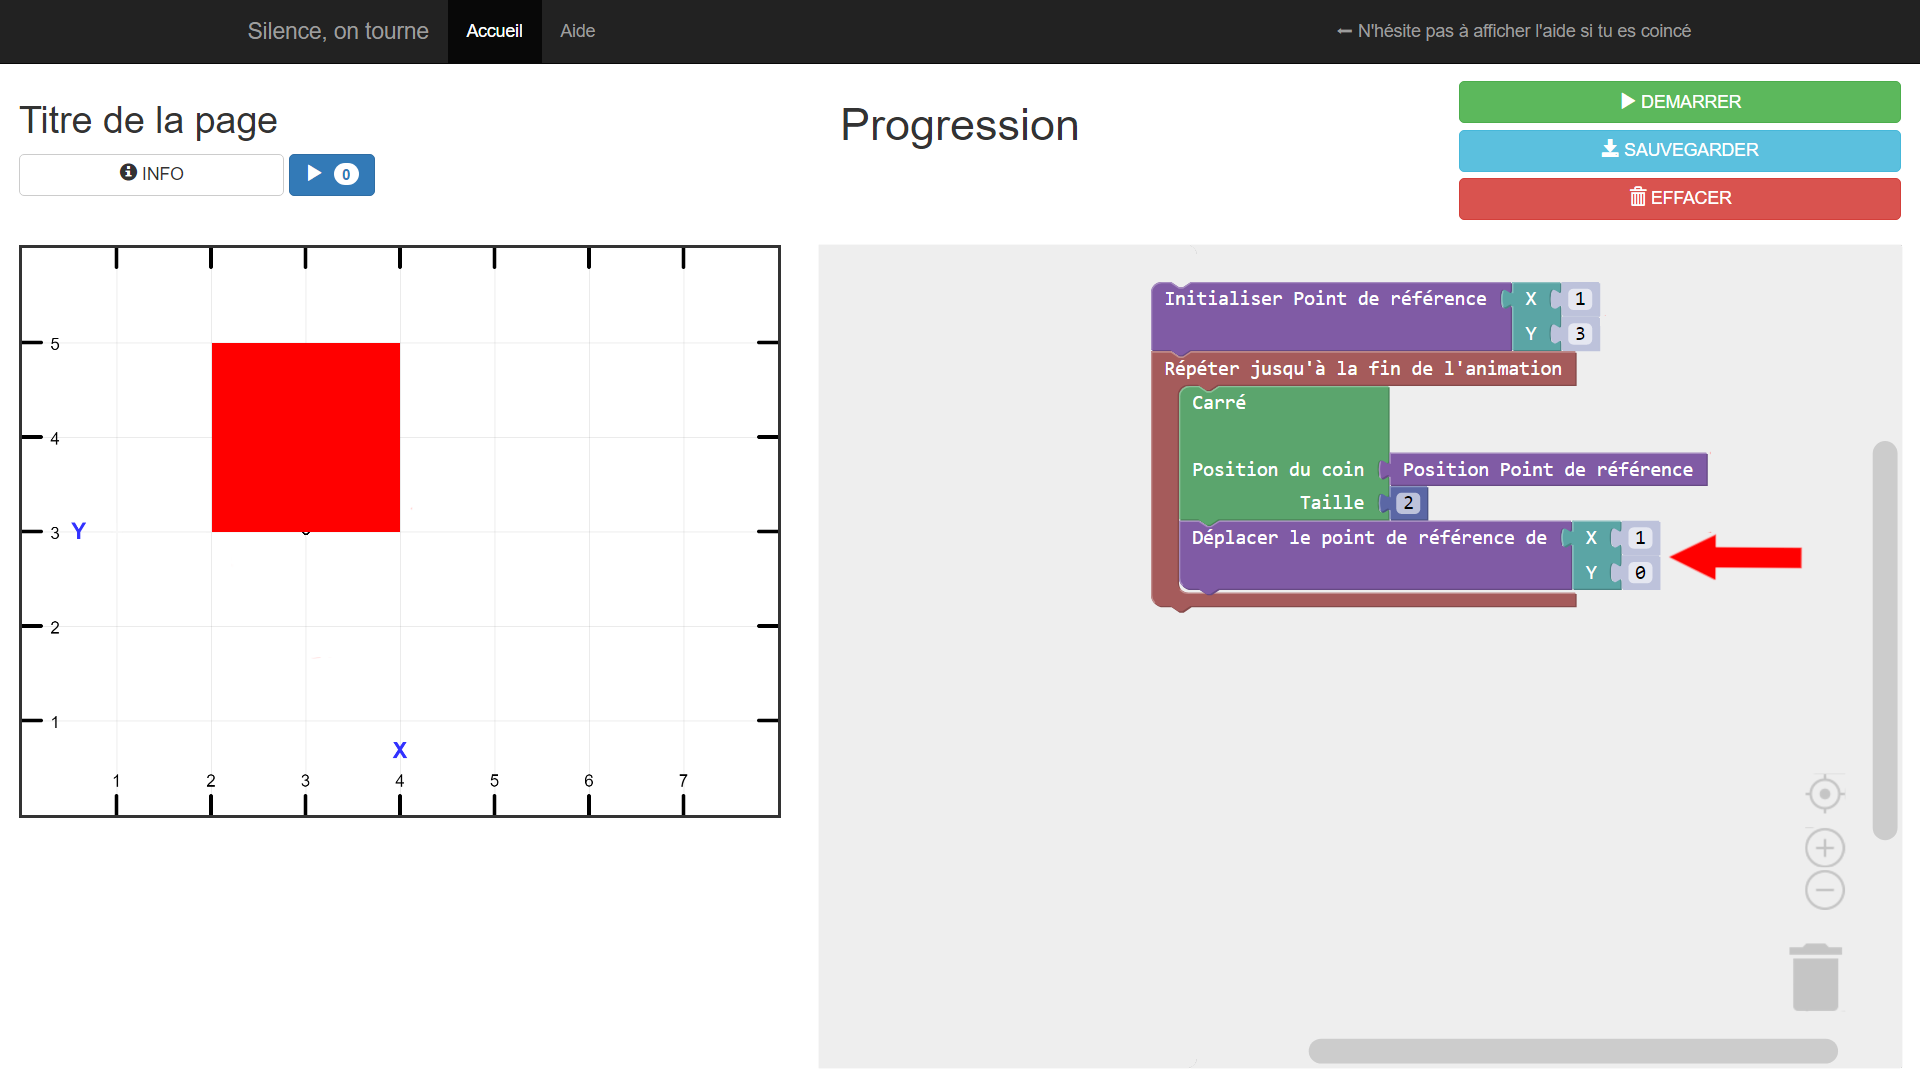 Silence, on tourne
Accueil
Aide
N'hésite pas à afficher l'aide si tu es coincé
Titre de la page
INFO
0
Progression
DEMARRER
SAUVEGARDER
EFFACER
5
4
3 Y
2
1
X
1 2 3 4 5 6 7
Initialiser Point de référence X 1
Y 3
Répéter jusqu'à la fin de l'animation
Carré
Position du coin Position Point de référence
Taille 2
Déplacer le point de référence de X 1
Y 0